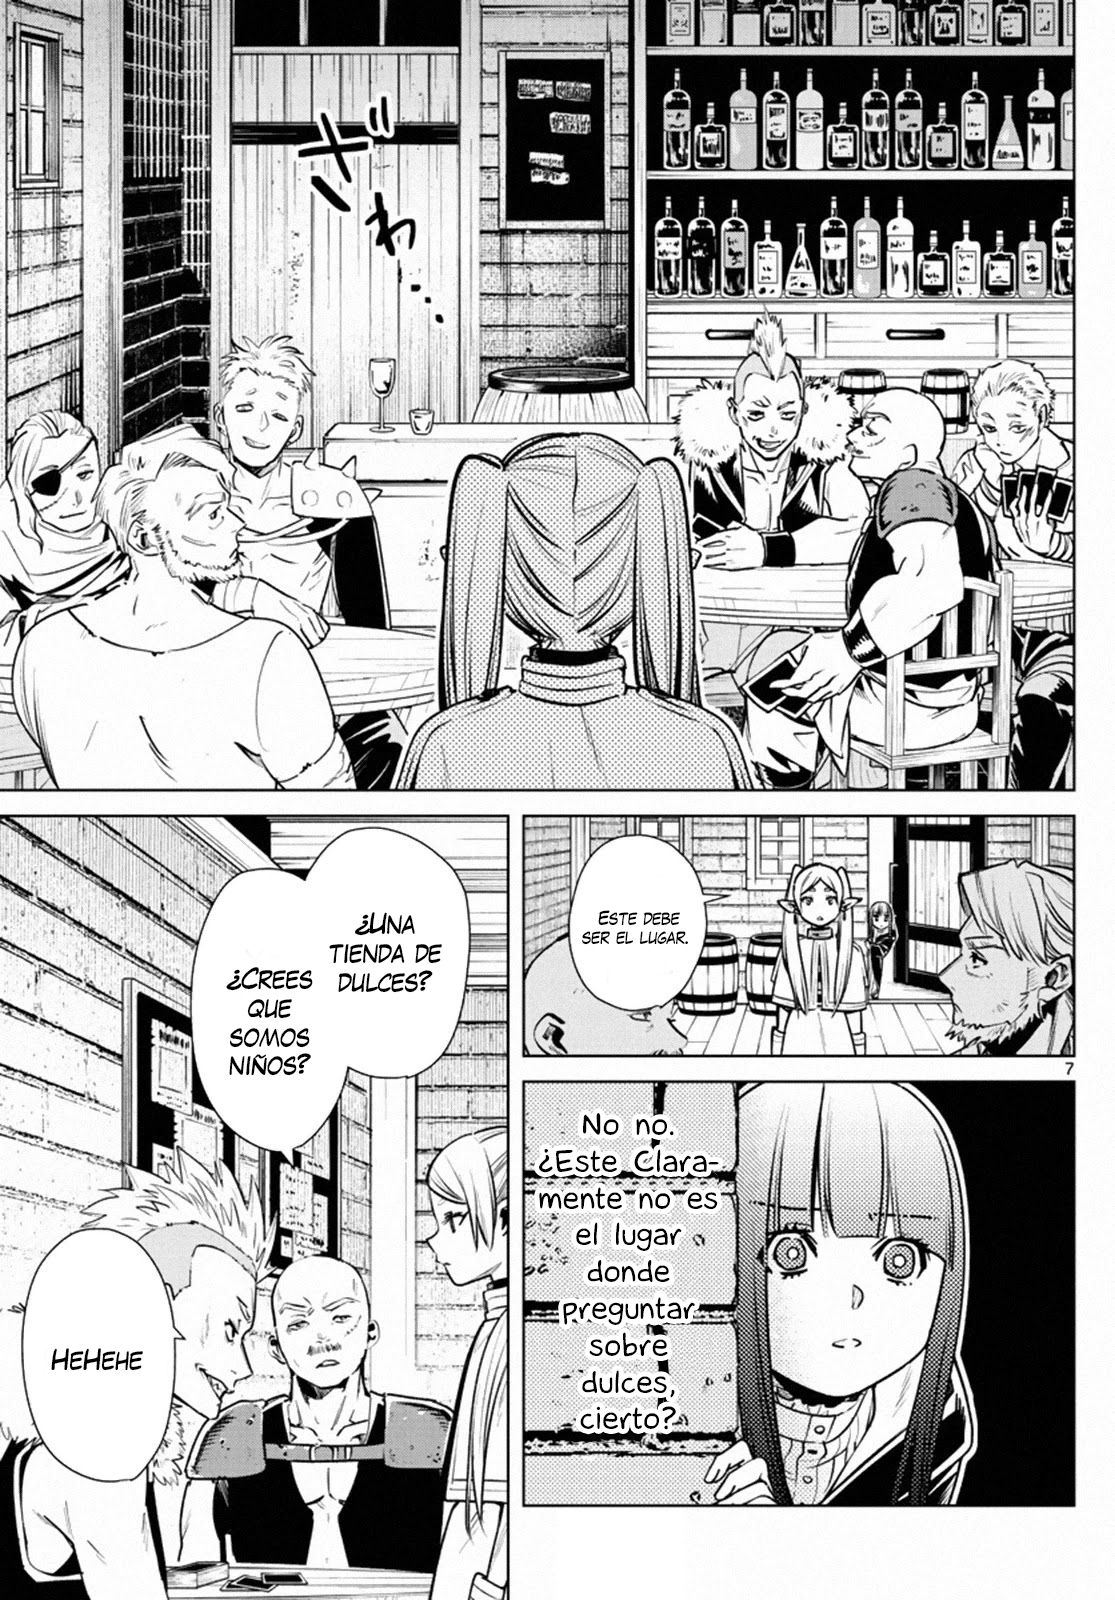 ざ
わ
…
ESTE DEBE
SER EL LUGAR.
7
No no.
¿Este Clara-
mente no es
el lugar
donde
preguntar
sobre
dulces,
cierto?
¿UNA
TIENDA DE
DULCES?
¿CREES
QUE
SOMOS
NIÑOS?
HEHEHE